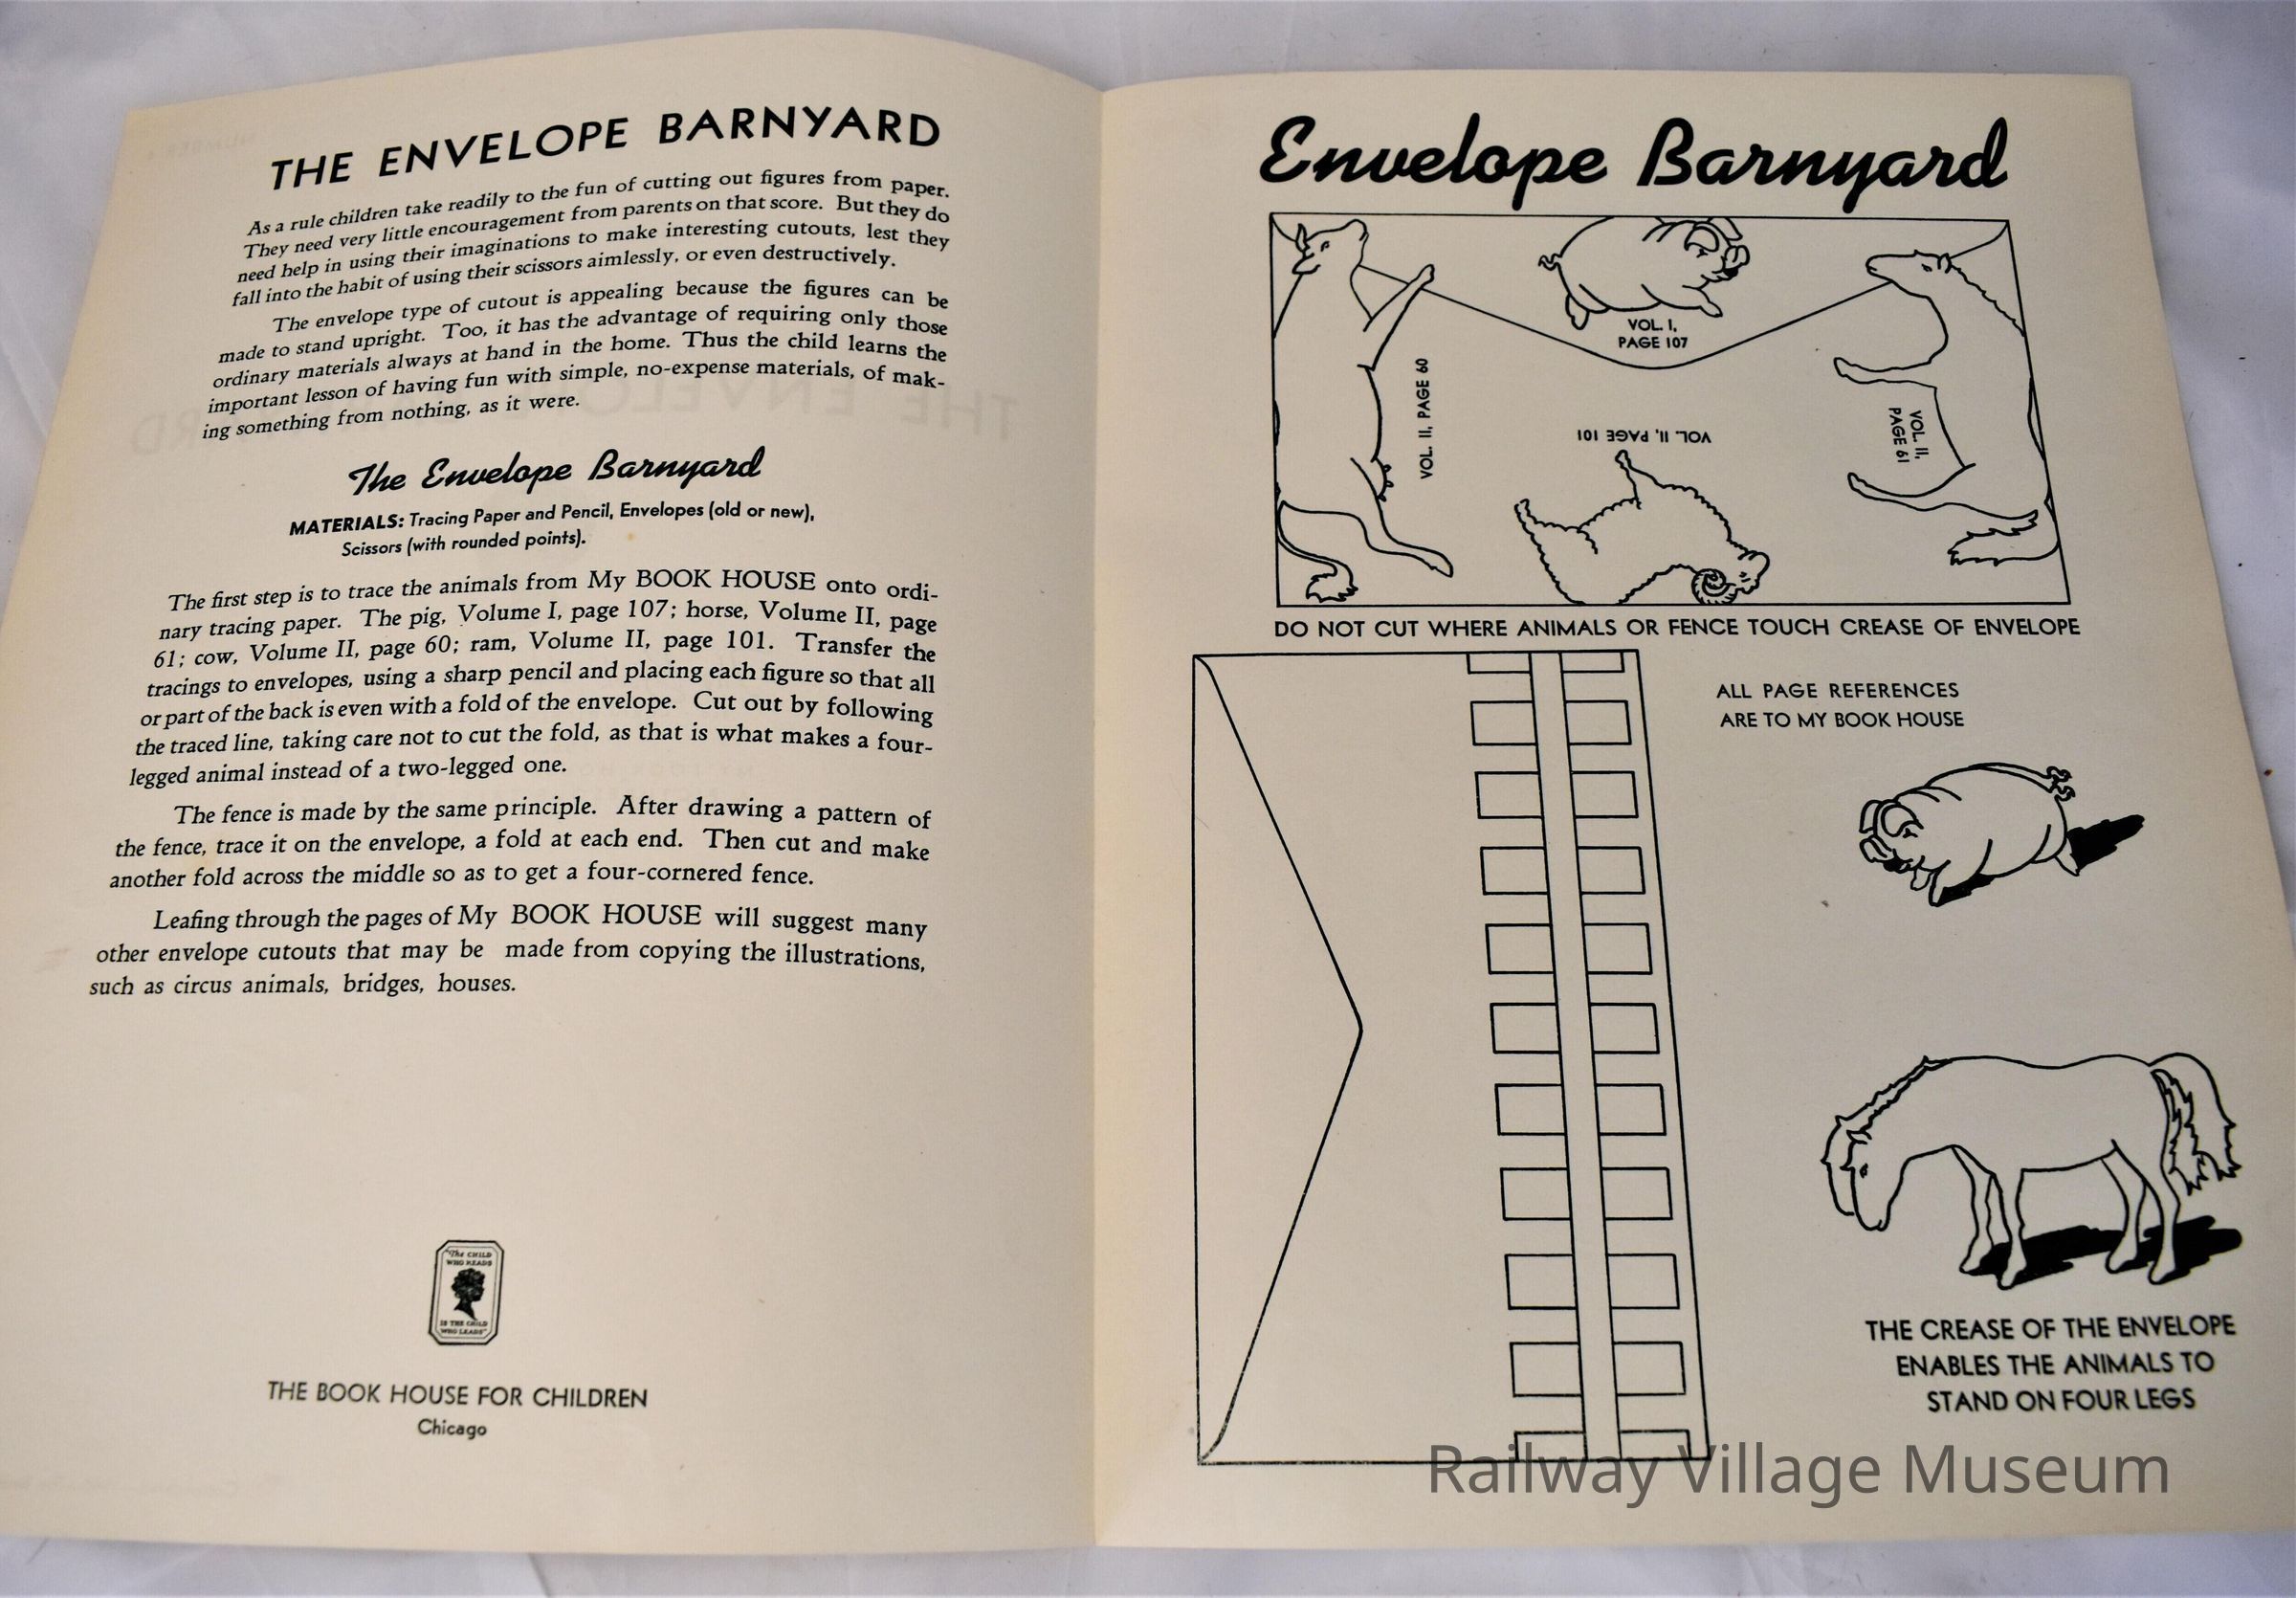 THE ENVELOPE BARNYARD
As a rule children take readily to the fun of cutting out figures from paper.
They need very little encouragement from parents on that score. But they do
need help in using their imaginations to make interesting cutouts, lest they
fall into the habit of using their scissors aimlessly, or even destructively.
The envelope type of cutout is appealing because the figures can be
made to stand upright. Too, it has the advantage of requiring only those
ordinary materials always at hand in the home. Thus the child learns the
important lesson of having fun with simple, no-expense materials, of mak-
ing something from nothing, as it were.
The Envelope Barnyard
MATERIALS: Tracing Paper and Pencil, Envelopes (old or new),
Scissors (with rounded points).
The first step is to trace the animals from My BOOK HOUSE onto ordi-
nary tracing paper. The pig, Volume I, page 107; horse, Volume II, page
61; cow, Volume II, page 60; ram, Volume II, page 101. Transfer the
tracings to envelopes, using a sharp pencil and placing each figure so that all
or part of the back is even with a fold of the envelope. Cut out by following
the traced line, taking care not to cut the fold, as that is what makes a four-
legged animal instead of a two-legged one.
The fence is made by the same principle. After drawing a pattern of
the fence, trace it on the envelope, a fold at each end. Then cut and make
another fold across the middle so as to get a four-cornered fence.
Leafing through the pages of My BOOK HOUSE will suggest many
other envelope cutouts that may be made from copying the illustrations,
such as circus animals, bridges, houses.
"The CHILD
WHO READS
IS THE CHILD
WHO LEADS"
THE BOOK HOUSE FOR CHILDREN
Chicago
Envelope Barnyard
VOL. I,
PAGE 107
VOL. II, PAGE 60
VOL. II, PAGE 101
VOL. II,
PAGE 61
DO NOT CUT WHERE ANIMALS OR FENCE TOUCH CREASE OF ENVELOPE
ALL PAGE REFERENCES
ARE TO MY BOOK HOUSE
THE CREASE OF THE ENVELOPE
ENABLES THE ANIMALS TO
STAND ON FOUR LEGS
Railway Village Museum